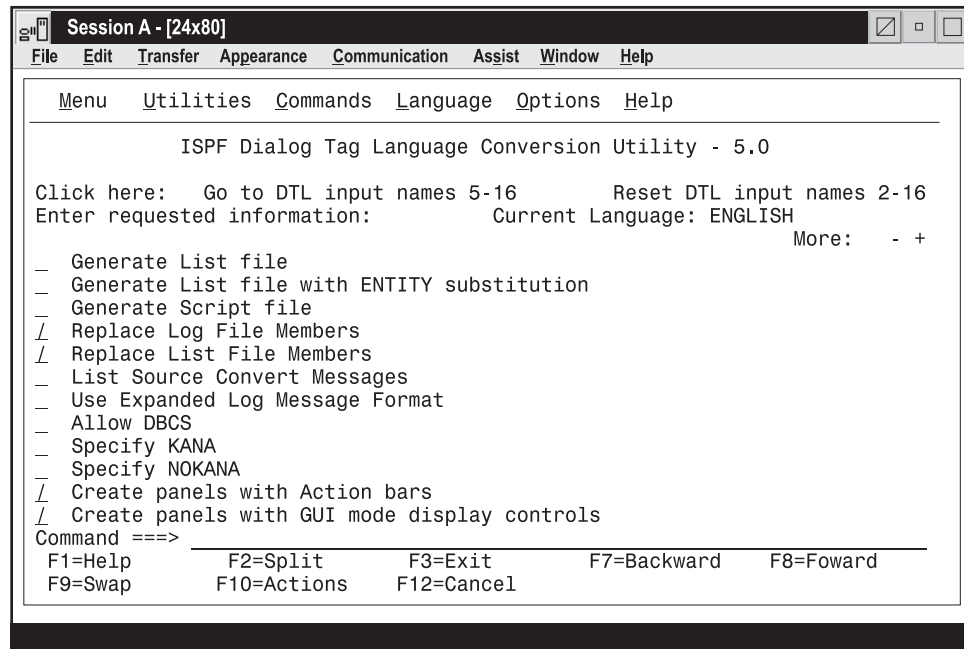 Session A - [24x80]
File Edit Transfer Appearance Communication Assist Window Help
Menu Utilities Commands Language Options Help
ISPF Dialog Tag Language Conversion Utility - 5.0
Click here: Go to DTL input names 5-16 Reset DTL input names 2-16
Enter requested information: Current Language: ENGLISH
More: - +
_ Generate List file
_ Generate List file with ENTITY substitution
_ Generate Script file
/ Replace Log File Members
/ Replace List File Members
_ List Source Convert Messages
_ Use Expanded Log Message Format
_ Allow DBCS
_ Specify KANA
_ Specify NOKANA
/ Create panels with Action bars
/ Create panels with GUI mode display controls
Command ===>
F1=Help F2=Split F3=Exit F7=Backward F8=Foward
F9=Swap F10=Actions F12=Cancel